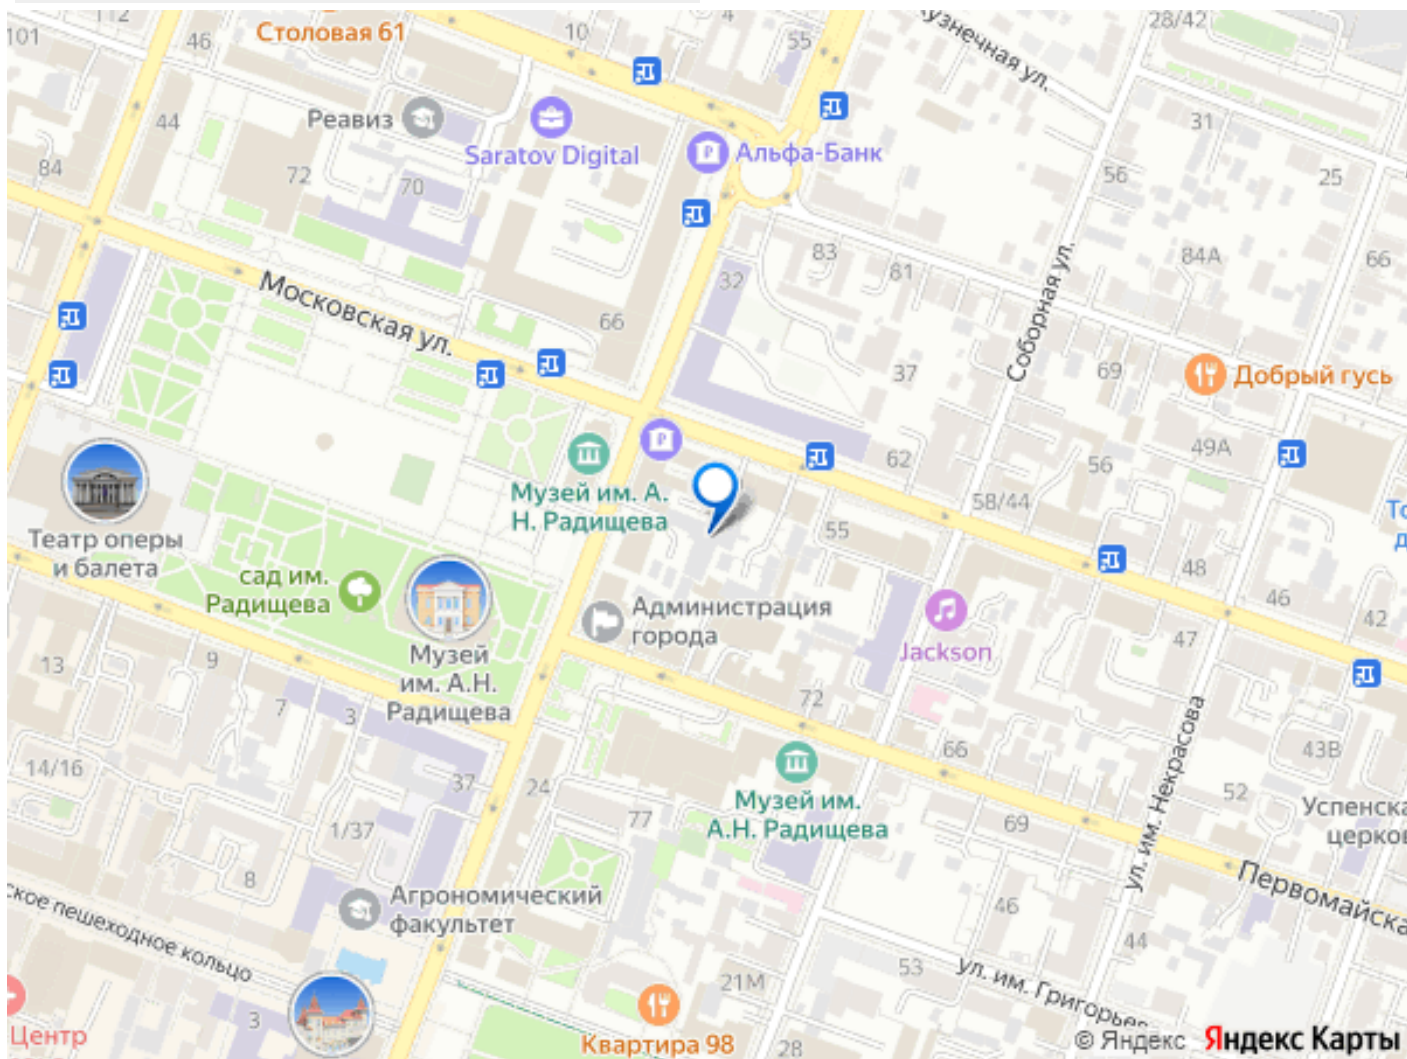 112
28/42
101
46
Столовая 61
10
4
55
Кузнечная ул.
44
Реавиз
Saratov Digital
Альфа-Банк
31
84
72
70
56
25
83
81
84А
66
32
Московская ул.
66
Соборная ул.
37
69
Добрый гусь
62
56
49А
Музей им. А.
Н. Радищева
58/44
55
Театр оперы
и балета
сад им.
Радищева
Администрация
города
48
46
42
47
Jackson
13
9
Музей
им. А.Н.
Радищева
7
3
72
66
43В
14/16
37
24
77
Музей им.
А.Н. Радищева
69
ул. им. Некрасова
52
Успенска
церков
1/37
8
Агрономический
факультет
Первомайска
46
44
ское пешеходное кольцо
53
ул. им. Григорье
21М
3
Центр
Квартира 98
28
© Яндекс Яндекс Карты